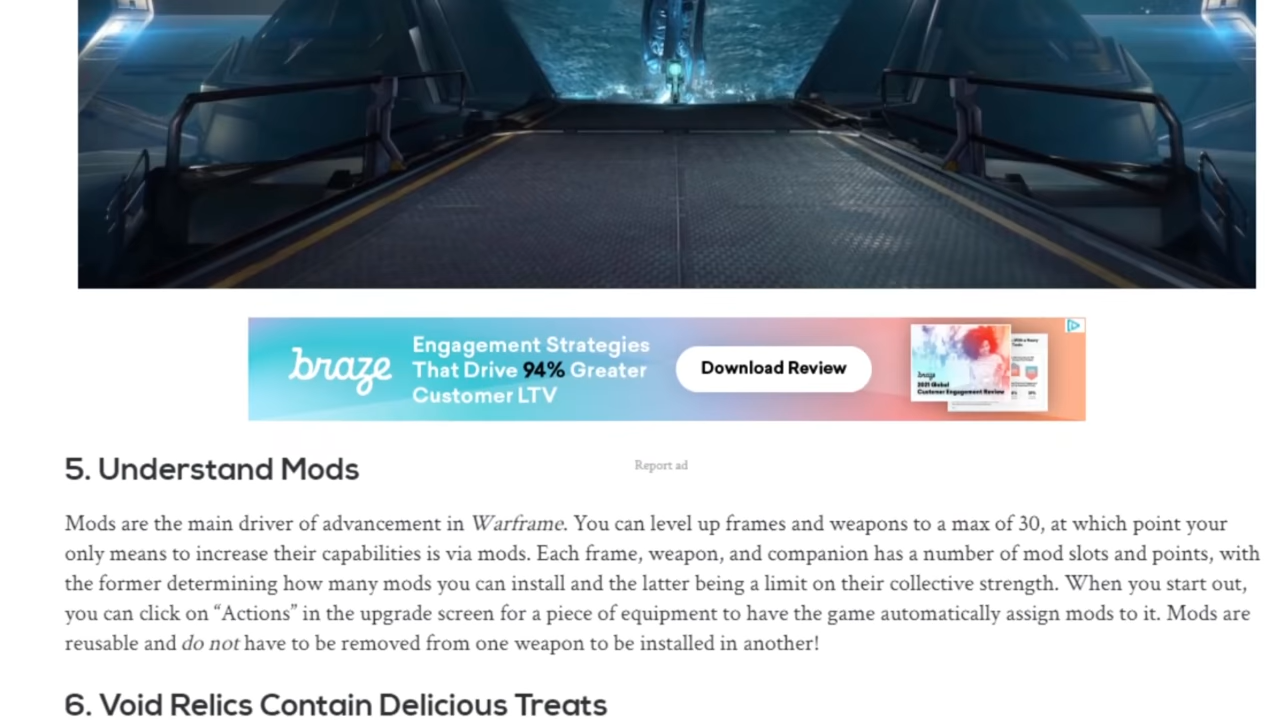 braze
Engagement Strategies
That Drive 94% Greater
Customer LTV
Download Review
braze
2021 Global
Customer Engagement Review
5. Understand Mods
Report ad
Mods are the main driver of advancement in Warframe. You can level up frames and weapons to a max of 30, at which point your
only means to increase their capabilities is via mods. Each frame, weapon, and companion has a number of mod slots and points, with
the former determining how many mods you can install and the latter being a limit on their collective strength. When you start out,
you can click on “Actions” in the upgrade screen for a piece of equipment to have the game automatically assign mods to it. Mods are
reusable and do not have to be removed from one weapon to be installed in another!
6. Void Relics Contain Delicious Treats